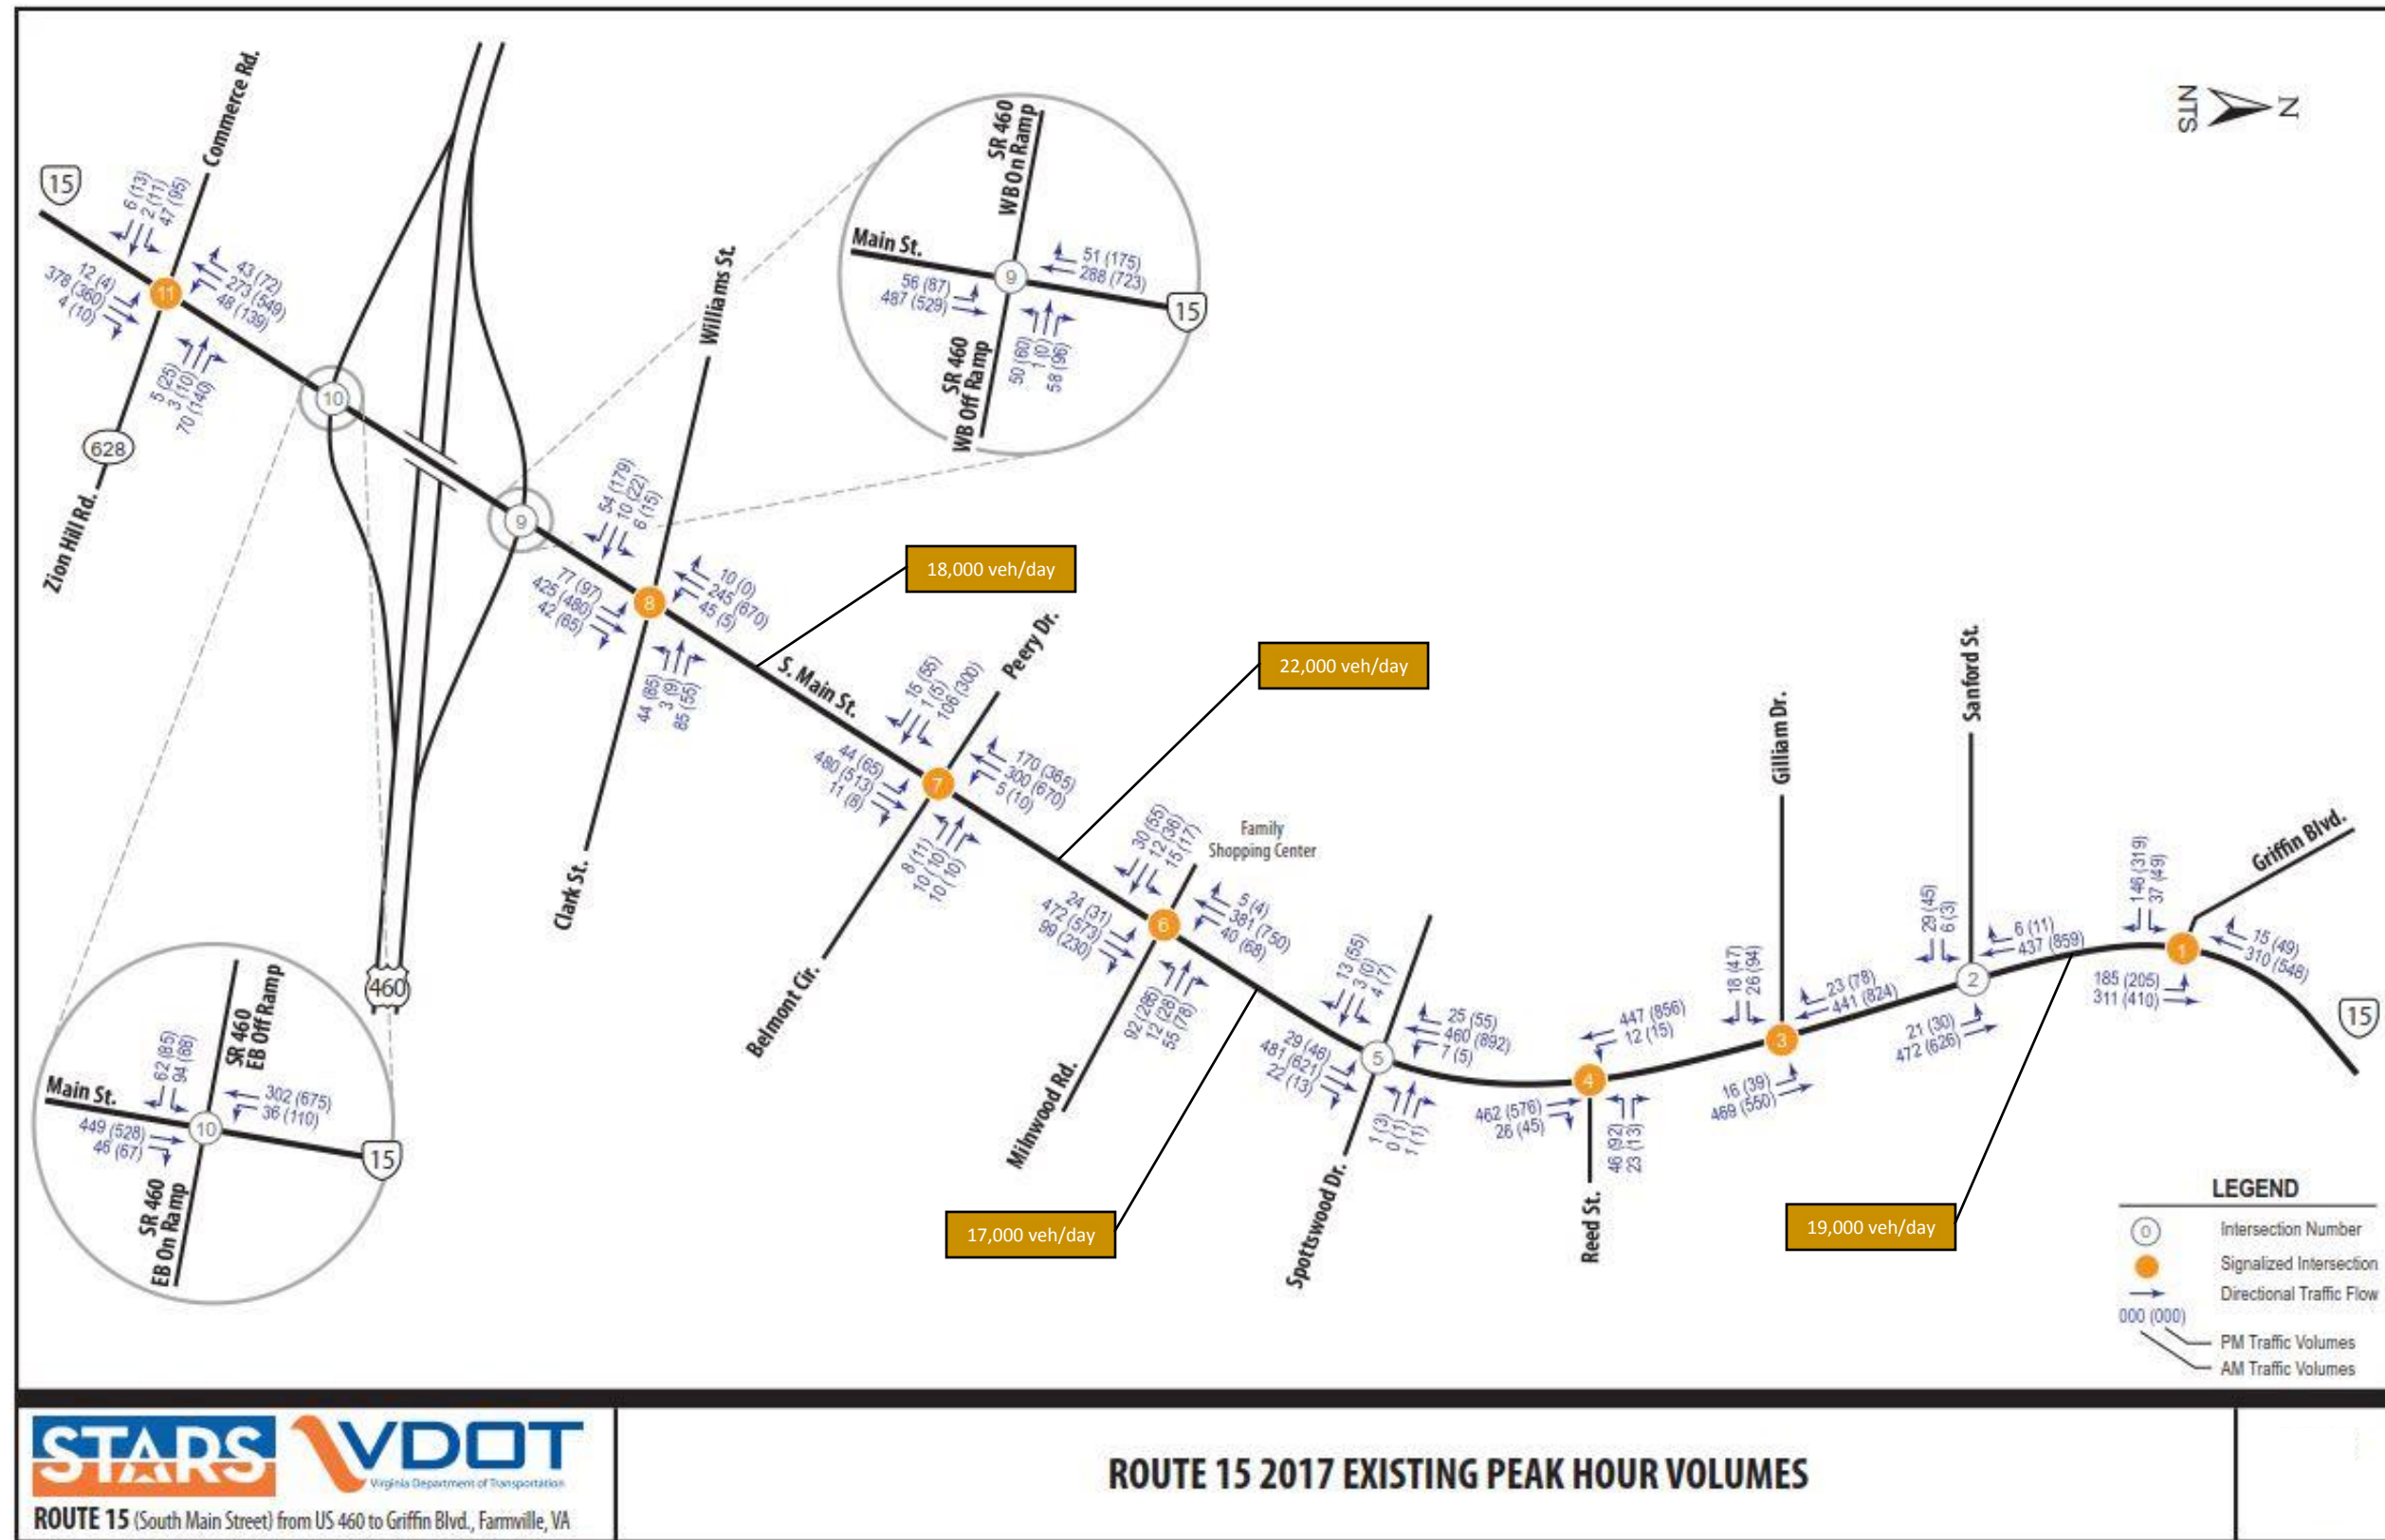 N
NTS
Commerce Rd.
15
6 (13)
2 (11)
47 (95)
43 (72)
273 (549)
48 (139)
12 (4)
378 (360)
4 (10)
11
5 (25)
3 (10)
70 (140)
628
Zion Hill Rd.
10
9
SR 460
WB On Ramp
Main St.
51 (175)
288 (723)
9
56 (87)
487 (529)
15
50 (60)
1 (0)
58 (96)
SR 460
WB Off Ramp
Williams St.
54 (179)
10 (22)
6 (15)
77 (97)
425 (480)
42 (65)
8
10 (0)
245 (670)
45 (5)
44 (85)
3 (9)
85 (55)
Clark St.
18,000 veh/day
S. Main St.
22,000 veh/day
Peery Dr.
15 (55)
1 (5)
106 (300)
44 (65)
480 (513)
11 (8)
7
170 (365)
300 (670)
5 (10)
8 (11)
10 (10)
10 (10)
Belmont Cir.
Family
Shopping Center
30 (55)
12 (36)
15 (17)
24 (31)
472 (573)
99 (230)
6
5 (4)
381 (750)
40 (68)
92 (286)
12 (28)
55 (78)
Milnwood Rd.
17,000 veh/day
13 (55)
3 (0)
4 (7)
29 (46)
481 (621)
22 (13)
5
25 (55)
460 (892)
7 (5)
1 (3)
0 (1)
1 (1)
Spottswood Dr.
447 (856)
12 (15)
4
462 (576)
26 (45)
46 (92)
23 (13)
Reed St.
Gilliam Dr.
18 (47)
26 (94)
3
23 (78)
441 (824)
16 (39)
469 (550)
Sanford St.
29 (45)
6 (3)
2
6 (11)
437 (859)
21 (30)
472 (626)
19,000 veh/day
Griffin Blvd.
146 (319)
37 (49)
1
15 (49)
310 (548)
185 (205)
311 (410)
15
460
SR 460
EB Off Ramp
62 (85)
94 (88)
Main St.
302 (675)
36 (110)
10
449 (528)
46 (67)
15
SR 460
EB On Ramp
LEGEND
0 Intersection Number
Signalized Intersection
Directional Traffic Flow
000 (000)
PM Traffic Volumes
AM Traffic Volumes
STARS VDOT
Virginia Department of Transportation
ROUTE 15 (South Main Street) from US 460 to Griffin Blvd., Farmville, VA
ROUTE 15 2017 EXISTING PEAK HOUR VOLUMES